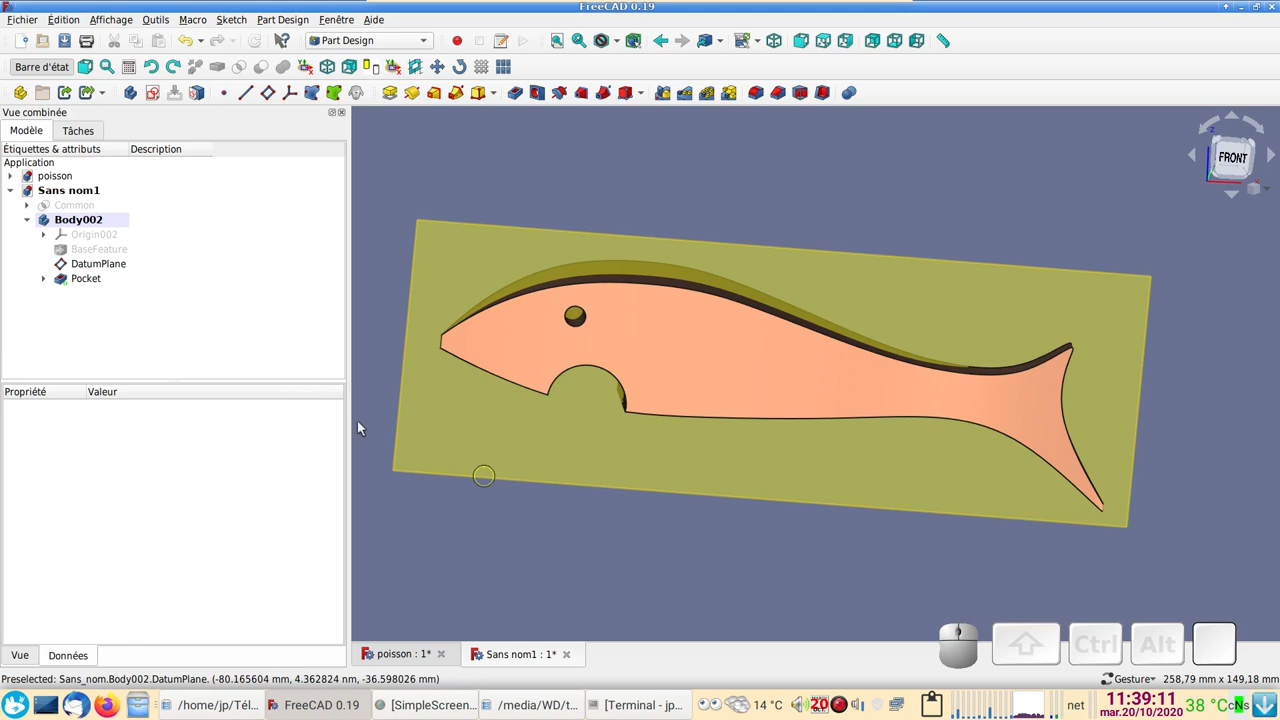 FreeCAD 0.19
Fichier Édition Affichage Outils Macro Sketch Part Design Fenêtre Aide
Part Design
Barre d'état
Vue combinée
Modèle Tâches
Étiquettes & attributs Description
Application
poisson
Sans nom1
Common
Body002
Origin002
BaseFeature
DatumPlane
Pocket
FRONT
Propriété Valeur
Ctrl Alt
Vue Données
poisson : 1* Sans nom1 : 1*
Preselected: Sans_nom.Body002.DatumPlane. (-80.165604 mm, 4.362824 mm, -36.598026 mm) Gesture 258,79 mm x 149,18 mm
/home/jp/Tél... FreeCAD 0.19 [SimpleScreen... /media/WD/t... [Terminal - jp... 14 °C 20 11:39:11 mar.20/10/2020 38 °C